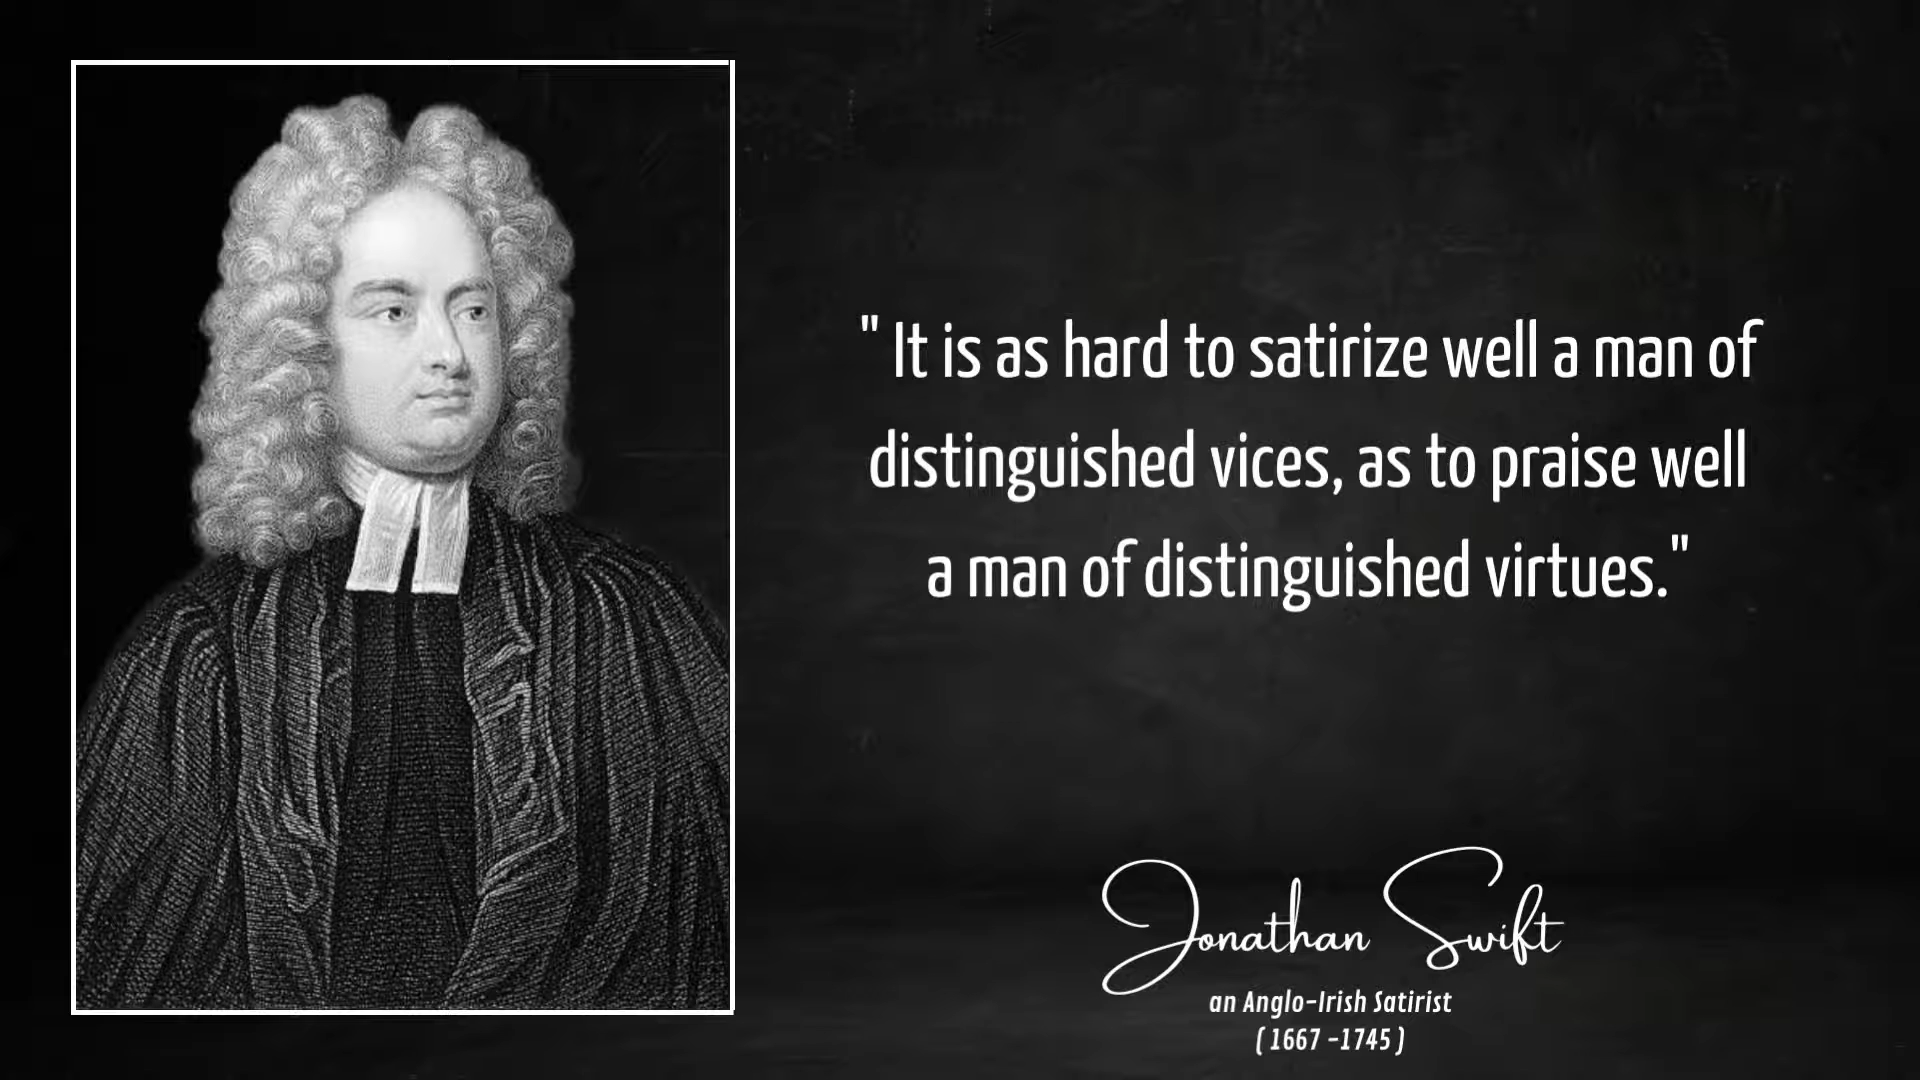 " It is as hard to satirize well a man of
distinguished vices, as to praise well
a man of distinguished virtues."
Jonathan Swift
an Anglo-Irish Satirist
( 1667 -1745 )